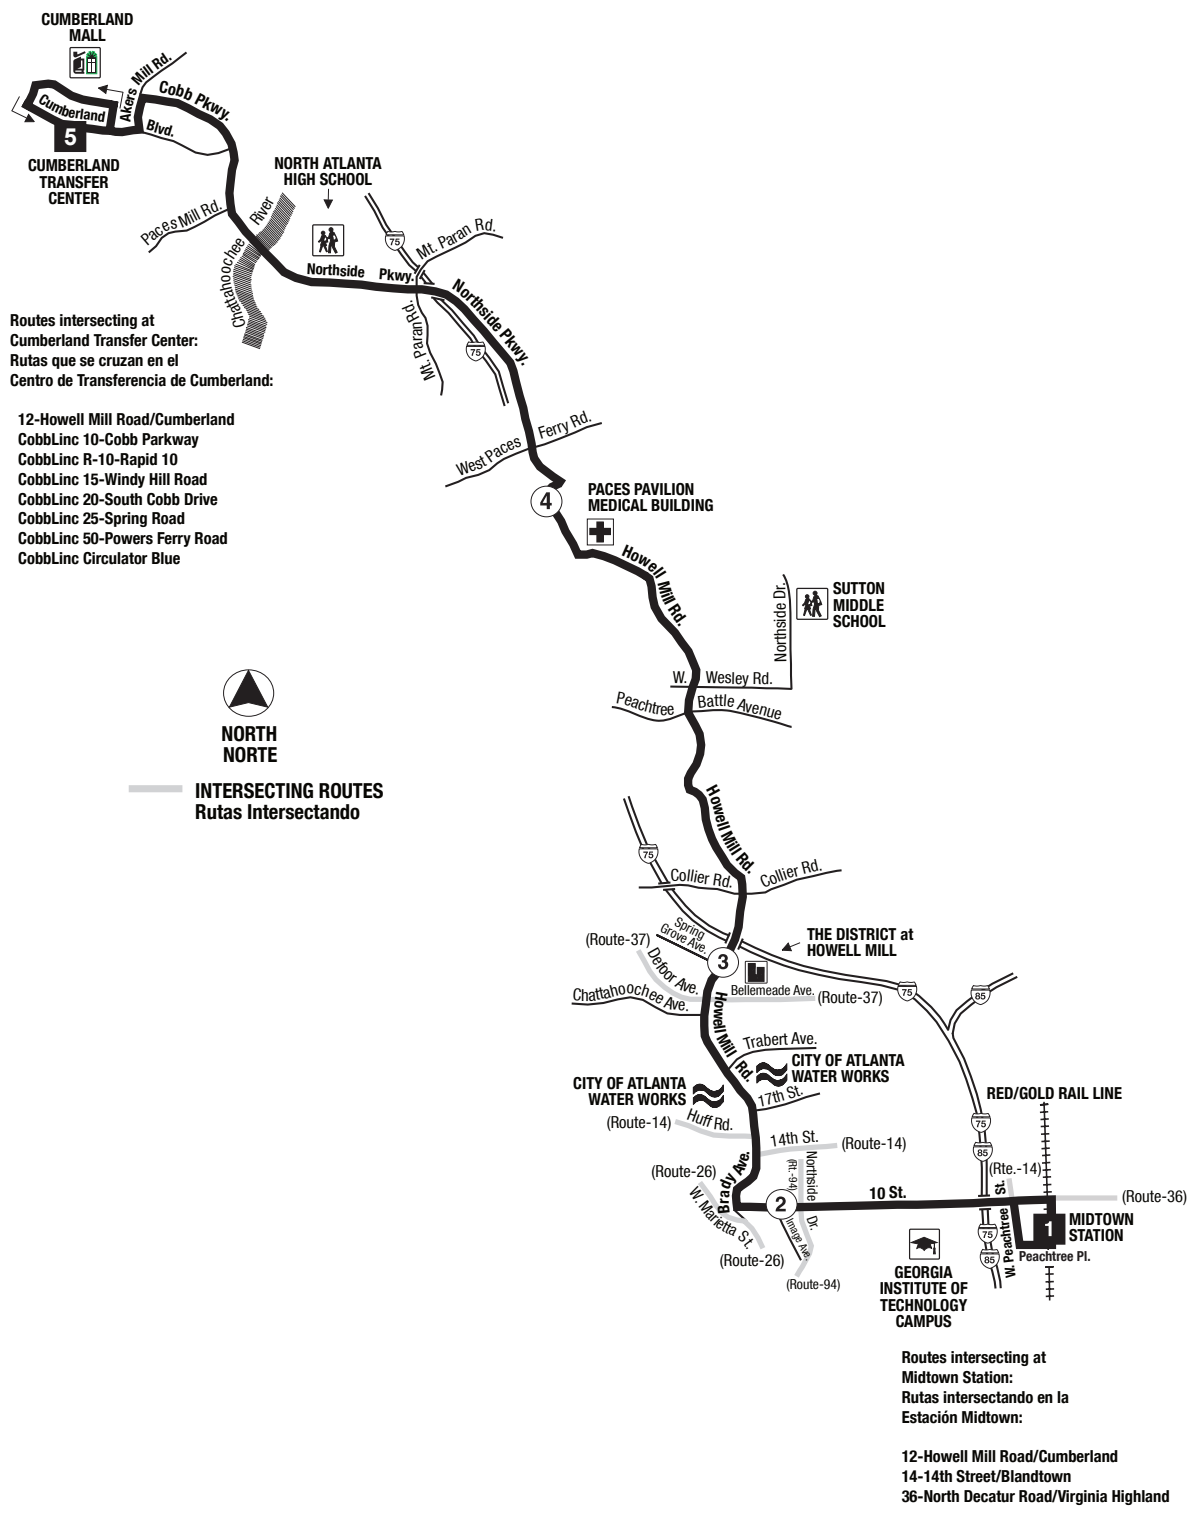 CUMBERLAND
MALL
Akers Mill Rd.
Cobb Pkwy.
Cumberland
Blvd.
5
CUMBERLAND
TRANSFER
CENTER
NORTH ATLANTA
HIGH SCHOOL
Paces Mill Rd.
Chattahoochee River
75
Mt. Paran Rd.
Northside Pkwy.
Northside Pkwy.
Mt. Paran Rd.
75
Routes intersecting at
Cumberland Transfer Center:
Rutas que se cruzan en el
Centro de Transferencia de Cumberland:
12-Howell Mill Road/Cumberland
CobbLinc 10-Cobb Parkway
CobbLinc R-10-Rapid 10
CobbLinc 15-Windy Hill Road
CobbLinc 20-South Cobb Drive
CobbLinc 25-Spring Road
CobbLinc 50-Powers Ferry Road
CobbLinc Circulator Blue
West Paces Ferry Rd.
4
PACES PAVILION
MEDICAL BUILDING
Howell Mill Rd.
Northside Dr.
SUTTON
MIDDLE
SCHOOL
W. Wesley Rd.
Peachtree Battle Avenue
NORTH
NORTE
INTERSECTING ROUTES
Rutas Intersectando
Howell Mill Rd.
75
Collier Rd.
Collier Rd.
Spring
Grove Ave.
THE DISTRICT at
HOWELL MILL
(Route-37)
3
Defoor Ave.
Bellemeade Ave.
(Route-37)
75
85
Chattahoochee Ave.
Howell Mill Rd.
Trabert Ave.
CITY OF ATLANTA
WATER WORKS
CITY OF ATLANTA
WATER WORKS
17th St.
RED/GOLD RAIL LINE
(Route-14)
Huff Rd.
75
14th St.
(Route-14)
85
(Route-26)
Brady Ave.
Northside Dr.
(Rt.-94)
(Rte.-14)
W. Marietta St.
2
10 St.
(Route-36)
Image Ave.
1
MIDTOWN
STATION
75
W. Peachtree St.
(Route-26)
85
Peachtree Pl.
(Route-94)
GEORGIA
INSTITUTE OF
TECHNOLOGY
CAMPUS
Routes intersecting at
Midtown Station:
Rutas intersectando en la
Estación Midtown:
12-Howell Mill Road/Cumberland
14-14th Street/Blandtown
36-North Decatur Road/Virginia Highland